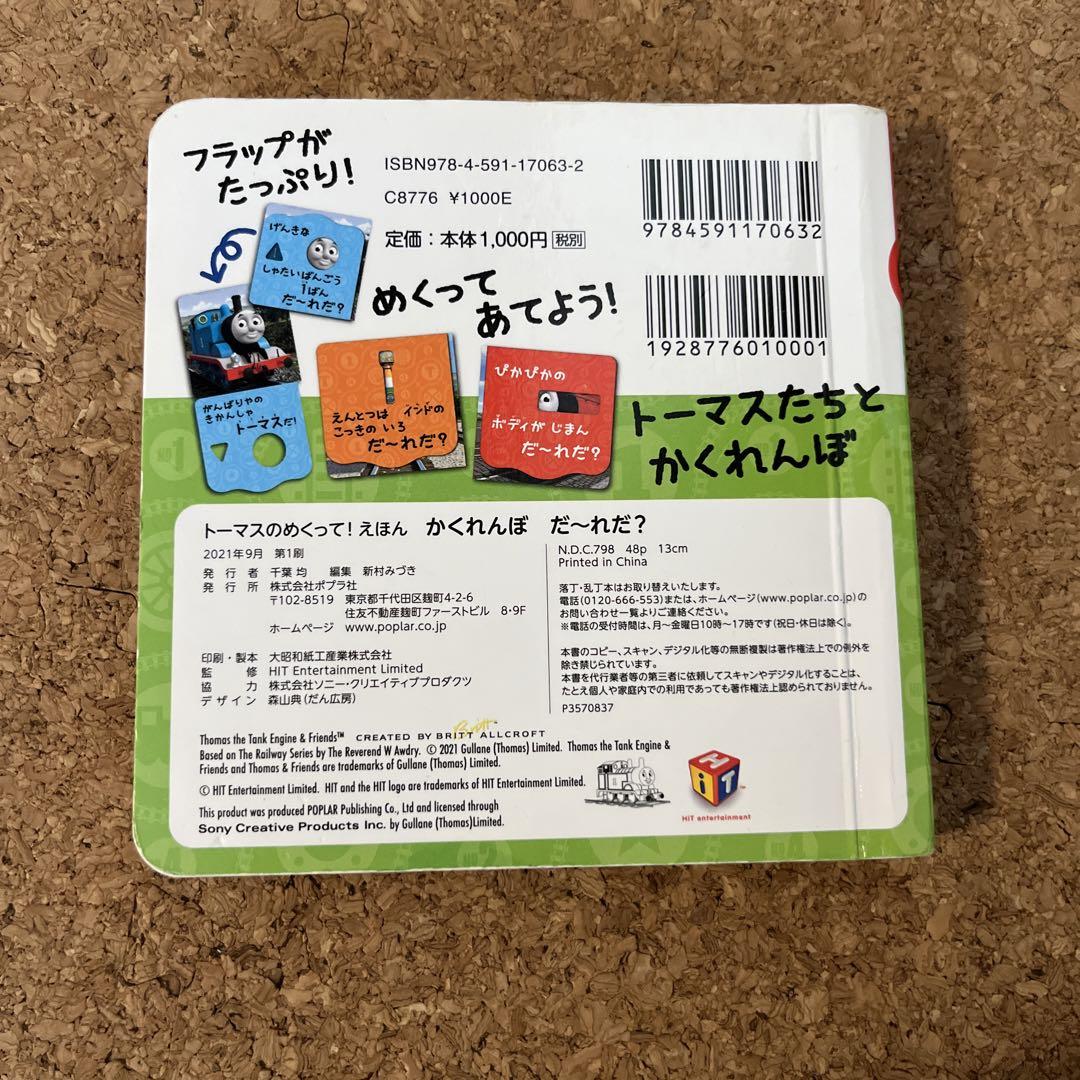 フラップが
たっぷり!
ISBN978-4-591-17063-2
C8776 ¥1000E
定価：本体1,000円 税別
9784591170632
1928776010001
げんきな
しゃたいばんごう
1ばん
だ〜れだ?
めくって
あてよう!
がんばりやの
きかんしゃ
トーマスだ!
えんとつは インドの
こっきの いろ
だ〜れだ?
ぴかぴかの
ボディが じまん
だ〜れだ?
トーマスたちと
かくれんぼ
トーマスのめくって!えほん かくれんぼ だ〜れだ?
2021年9月 第1刷
発行者 千葉 均 編集 新村みづき
発行所 株式会社ポプラ社
〒102-8519 東京都千代田区麹町4-2-6
住友不動産麹町ファーストビル 8・9F
ホームページ www.poplar.co.jp
印刷・製本 大昭和紙工産業株式会社
監修 HIT Entertainment Limited
協力 株式会社ソニー・クリエイティブプロダクツ
デザイン 森山典(だん広房)
N.D.C.798 48p 13cm
Printed in China
落丁・乱丁本はお取り替えいたします。
電話(0120-666-553)または、ホームページ(www.poplar.co.jp)の
お問い合わせ一覧よりご連絡ください。
※電話の受付時間は、月〜金曜日10時〜17時です(祝日・休日は除く)。
本書のコピー、スキャン、デジタル化等の無断複製は著作権法上での例外を
除き禁じられています。
本書を代行業者等の第三者に依頼してスキャンやデジタル化することは、
たとえ個人や家庭内での利用であっても著作権法上認められておりません。
P3570837
Thomas the Tank Engine & Friends™ CREATED BY BRITT ALLCROFT
Britt
Based on The Railway Series by The Reverend W Awdry. © 2021 Gullane (Thomas) Limited. Thomas the Tank Engine &
Friends and Thomas & Friends are trademarks of Gullane (Thomas) Limited.
© HIT Entertainment Limited. HIT and the HIT logo are trademarks of HIT Entertainment Limited.
This product was produced POPLAR Publishing Co., Ltd and licensed through
Sony Creative Products Inc. by Gullane (Thomas)Limited.
HiT
HiT entertainment